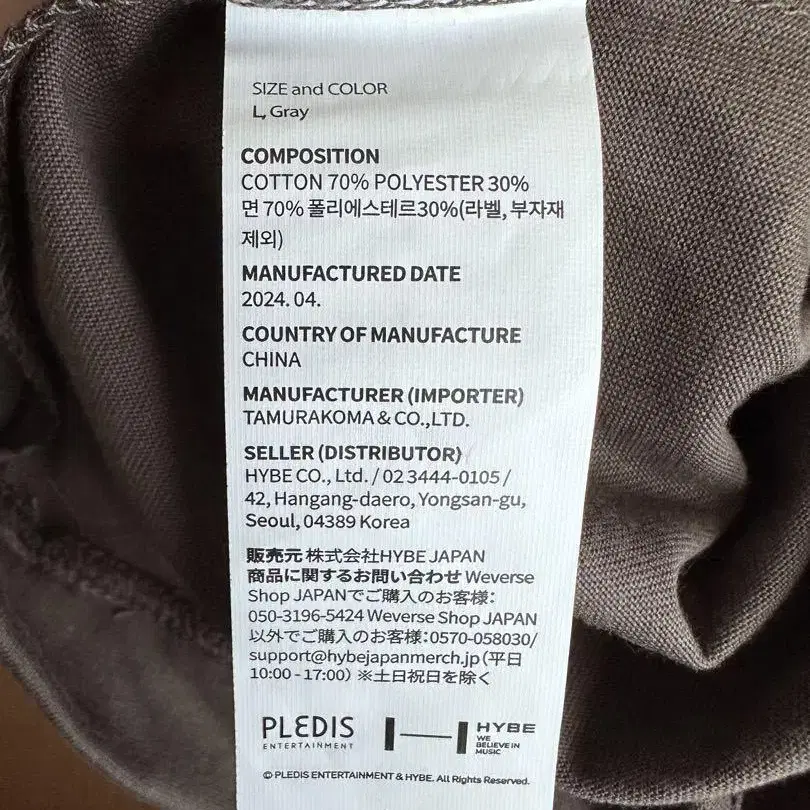 SIZE and COLOR
L, Gray
COMPOSITION
COTTON 70% POLYESTER 30%
면 70% 폴리에스테르30%(라벨, 부자재
제외)
MANUFACTURED DATE
2024. 04.
COUNTRY OF MANUFACTURE
CHINA
MANUFACTURER (IMPORTER)
TAMURAKOMA & CO.,LTD.
SELLER (DISTRIBUTOR)
HYBE CO., Ltd. / 02 3444-0105 /
42, Hangang-daero, Yongsan-gu,
Seoul, 04389 Korea
販売元 株式会社HYBE JAPAN
商品に関するお問い合わせ Weverse
Shop JAPANでご購入のお客様:
050-3196-5424 Weverse Shop JAPAN
以外でご購入のお客様:0570-058030/
support@hybejapanmerch.jp (平日
10:00 - 17:00) ※土日祝日を除く
PLEDIS
ENTERTAINMENT
HYBE
WE
BELIEVE IN
MUSIC
© PLEDIS ENTERTAINMENT & HYBE. All Rights Reserved.